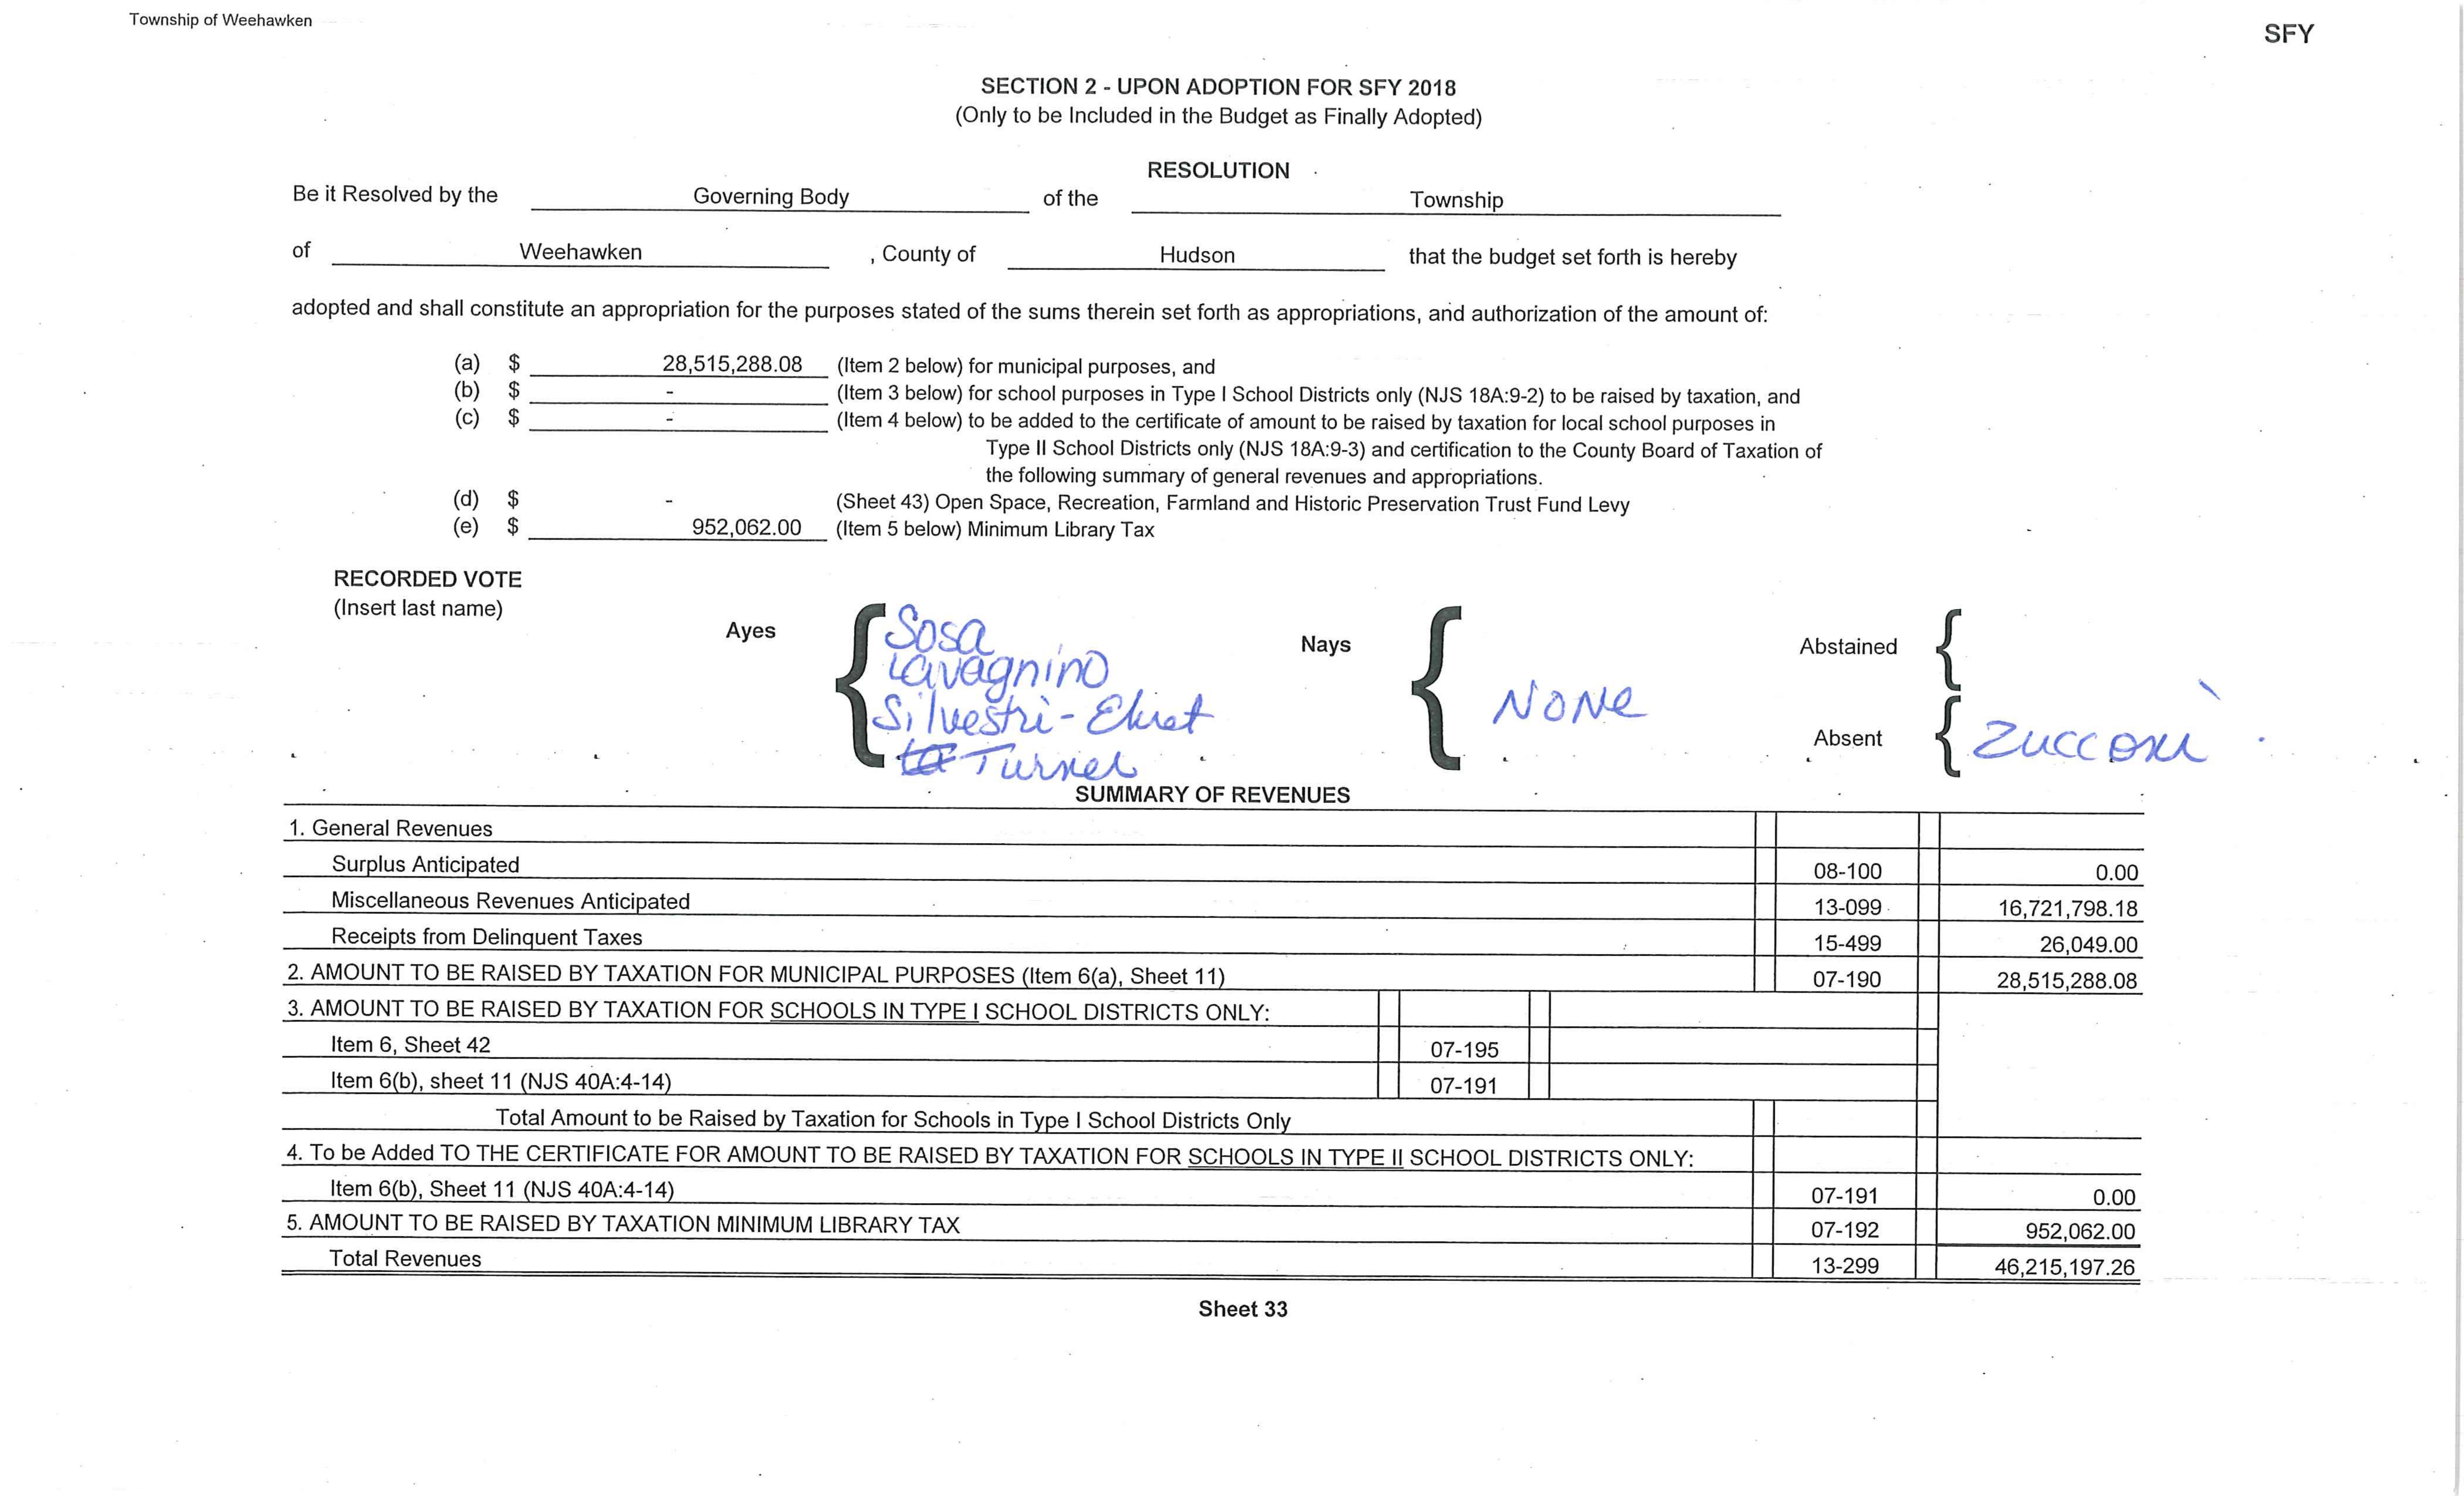 Township of Weehawken
SFY
SECTION 2 - UPON ADOPTION FOR SFY 2018
(Only to be Included in the Budget as Finally Adopted)
RESOLUTION
Be it Resolved by the Governing Body of the Township
of Weehawken , County of Hudson that the budget set forth is hereby
adopted and shall constitute an appropriation for the purposes stated of the sums therein set forth as appropriations, and authorization of the amount of:
(a) $ 28,515,288.08 (Item 2 below) for municipal purposes, and
(b) $ - (Item 3 below) for school purposes in Type I School Districts only (NJS 18A:9-2) to be raised by taxation, and
(c) $ - (Item 4 below) to be added to the certificate of amount to be raised by taxation for local school purposes in
Type II School Districts only (NJS 18A:9-3) and certification to the County Board of Taxation of
the following summary of general revenues and appropriations.
(d) $ - (Sheet 43) Open Space, Recreation, Farmland and Historic Preservation Trust Fund Levy
(e) $ 952,062.00 (Item 5 below) Minimum Library Tax
RECORDED VOTE
(Insert last name)
Ayes
Sosa
Lavagnino
Silvestri-Ehret
Turner
Nays
NONe
Abstained
Absent
Zucconi
SUMMARY OF REVENUES
1. General Revenues
Surplus Anticipated 08-100 0.00
Miscellaneous Revenues Anticipated 13-099 16,721,798.18
Receipts from Delinquent Taxes 15-499 26,049.00
2. AMOUNT TO BE RAISED BY TAXATION FOR MUNICIPAL PURPOSES (Item 6(a), Sheet 11) 07-190 28,515,288.08
3. AMOUNT TO BE RAISED BY TAXATION FOR SCHOOLS IN TYPE I SCHOOL DISTRICTS ONLY:
Item 6, Sheet 42 07-195
Item 6(b), sheet 11 (NJS 40A:4-14) 07-191
Total Amount to be Raised by Taxation for Schools in Type I School Districts Only
4. To be Added TO THE CERTIFICATE FOR AMOUNT TO BE RAISED BY TAXATION FOR SCHOOLS IN TYPE II SCHOOL DISTRICTS ONLY:
Item 6(b), Sheet 11 (NJS 40A:4-14) 07-191 0.00
5. AMOUNT TO BE RAISED BY TAXATION MINIMUM LIBRARY TAX 07-192 952,062.00
Total Revenues 13-299 46,215,197.26
Sheet 33